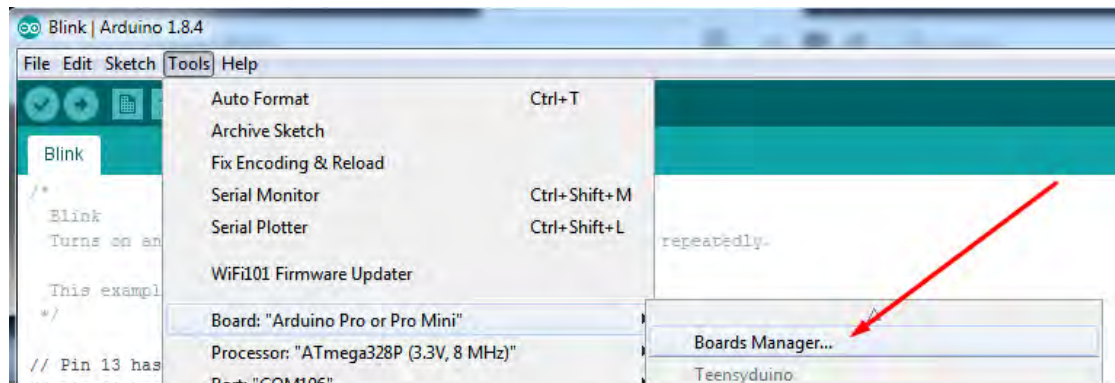 Blink | Arduino 1.8.4
File Edit Sketch Tools Help
Auto Format Ctrl+T
Archive Sketch
Blink
Fix Encoding & Reload
/*
Serial Monitor Ctrl+Shift+M
Blink
Serial Plotter Ctrl+Shift+L
Turns on an repeatedly.
WiFi101 Firmware Updater
This exampl
*/
Board: "Arduino Pro or Pro Mini"
Boards Manager...
Processor: "ATmega328P (3.3V, 8 MHz)"
// Pin 13 has
Teensyduino
Port: "COM106"